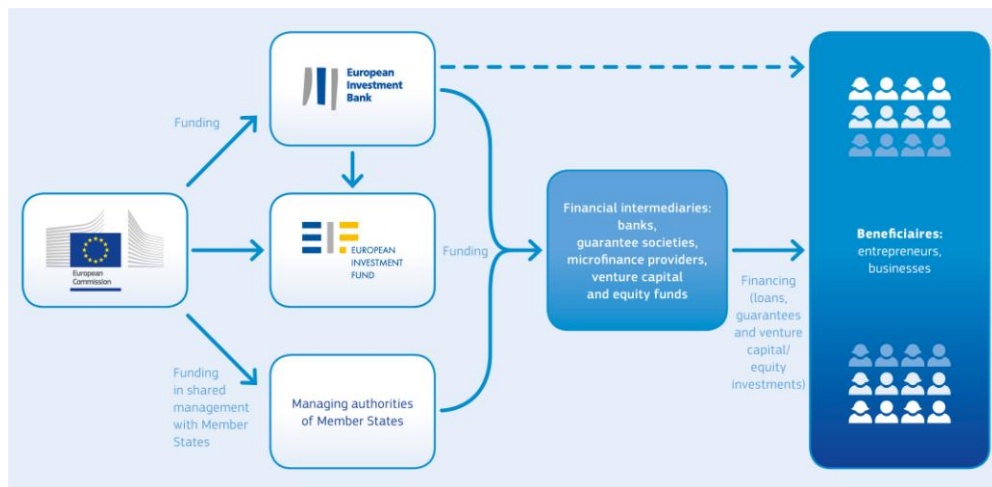 European
Investment
Bank
Funding
European
Commission
EIF
EUROPEAN
INVESTMENT
FUND
Funding
Funding
in shared
management
with Member
States
Managing authorities
of Member States
Financial intermediaries:
banks,
guarantee societies,
microfinance providers,
venture capital
and equity funds
Financing
(loans,
guarantees
and venture
capital/
equity
investments)
Beneficiaires:
entrepreneurs,
businesses